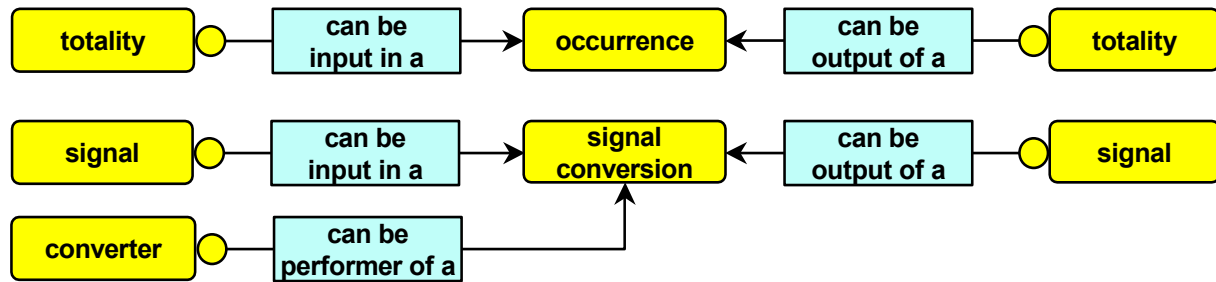 totality
can be
input in a
occurrence
can be
output of a
totality
signal
can be
input in a
signal
conversion
can be
output of a
signal
converter
can be
performer of a